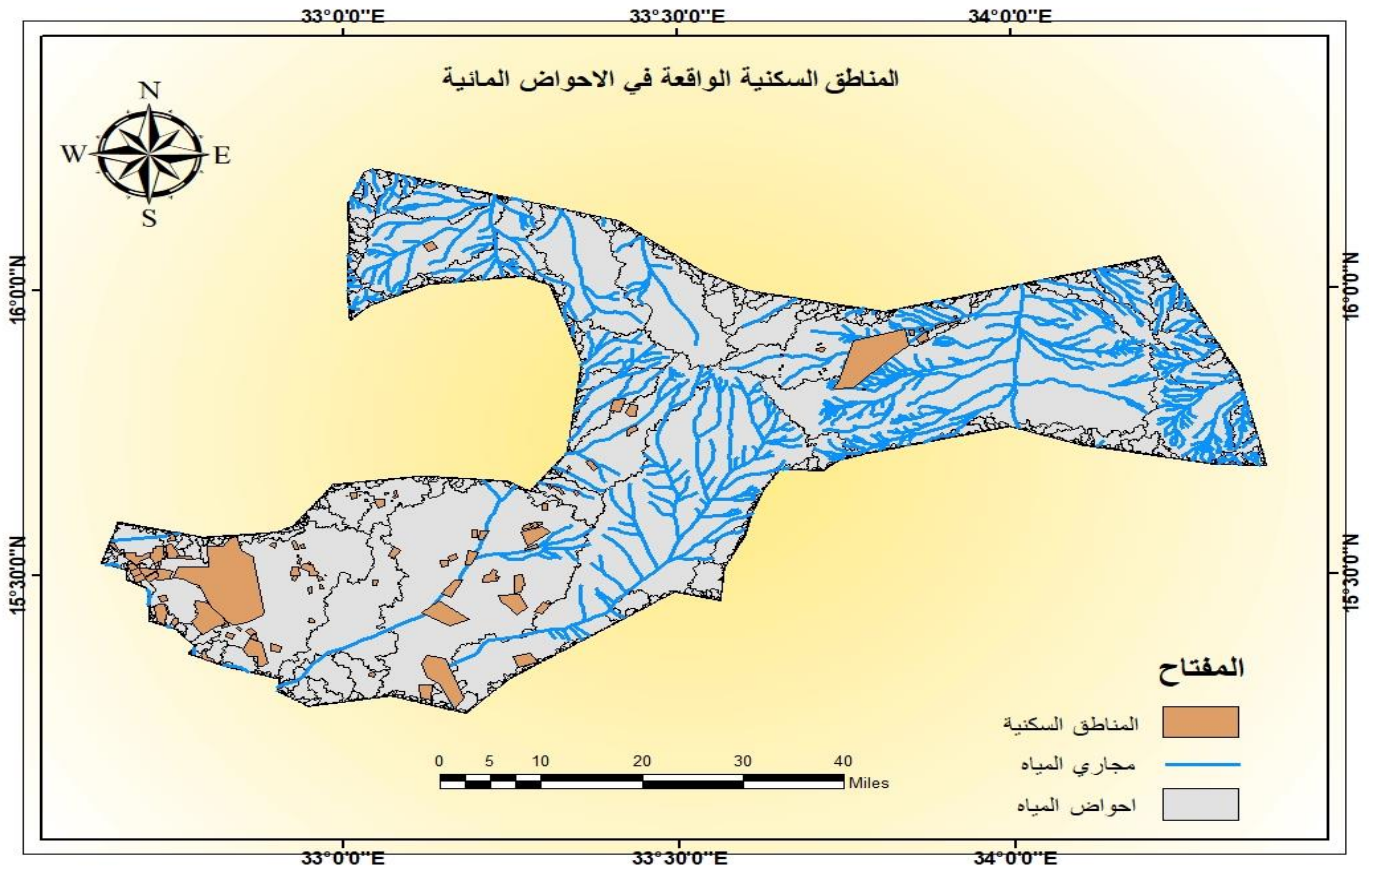 33°0'0"E 33°30'0"E 34°0'0"E
المناطق السكنية الواقعة في الاحواض المائية
N
W E
S
16°0'0"N 16°0'0"N
15°30'0"N 15°30'0"N
المفتاح
المناطق السكنية
مجاري المياه
احواض المياه
0 5 10 20 30 40
Miles
33°0'0"E 33°30'0"E 34°0'0"E